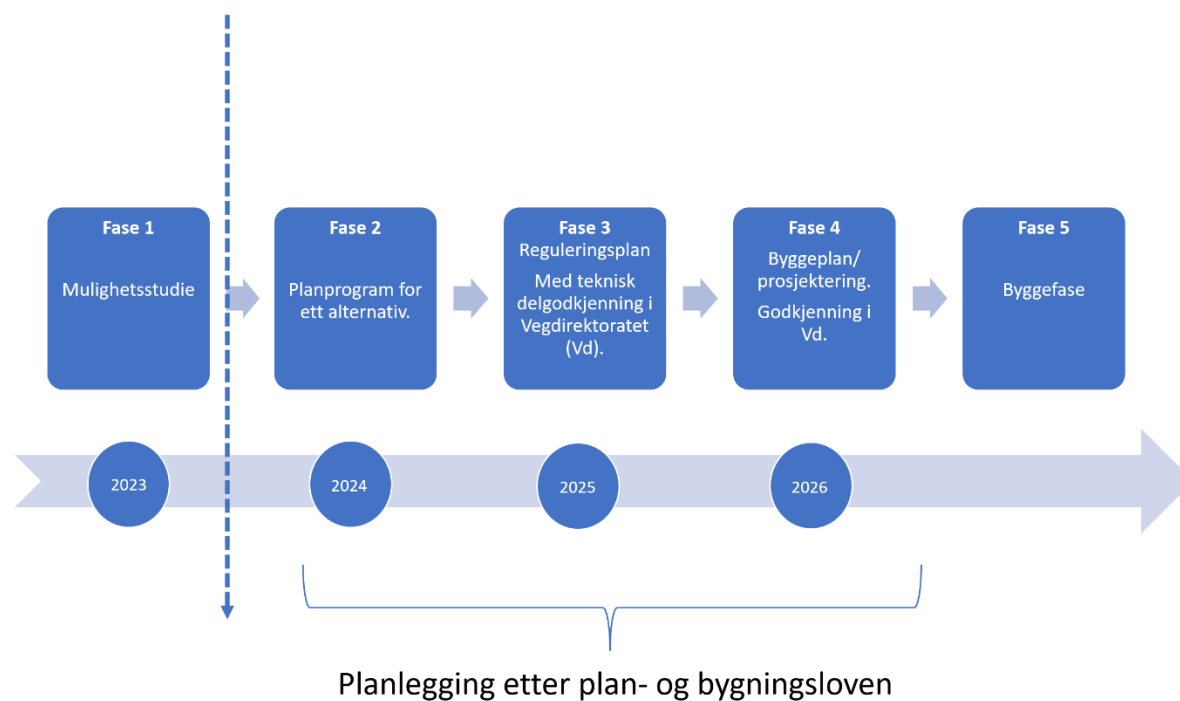 Fase 1
Mulighetsstudie
Fase 2
Planprogram for
ett alternativ.
Fase 3
Reguleringsplan
Med teknisk
delgodkjenning i
Vegdirektoratet
(Vd).
Fase 4
Byggeplan/
prosjektering.
Godkjenning i
Vd.
Fase 5
Byggefase
2023
2024
2025
2026
Planlegging etter plan- og bygningsloven